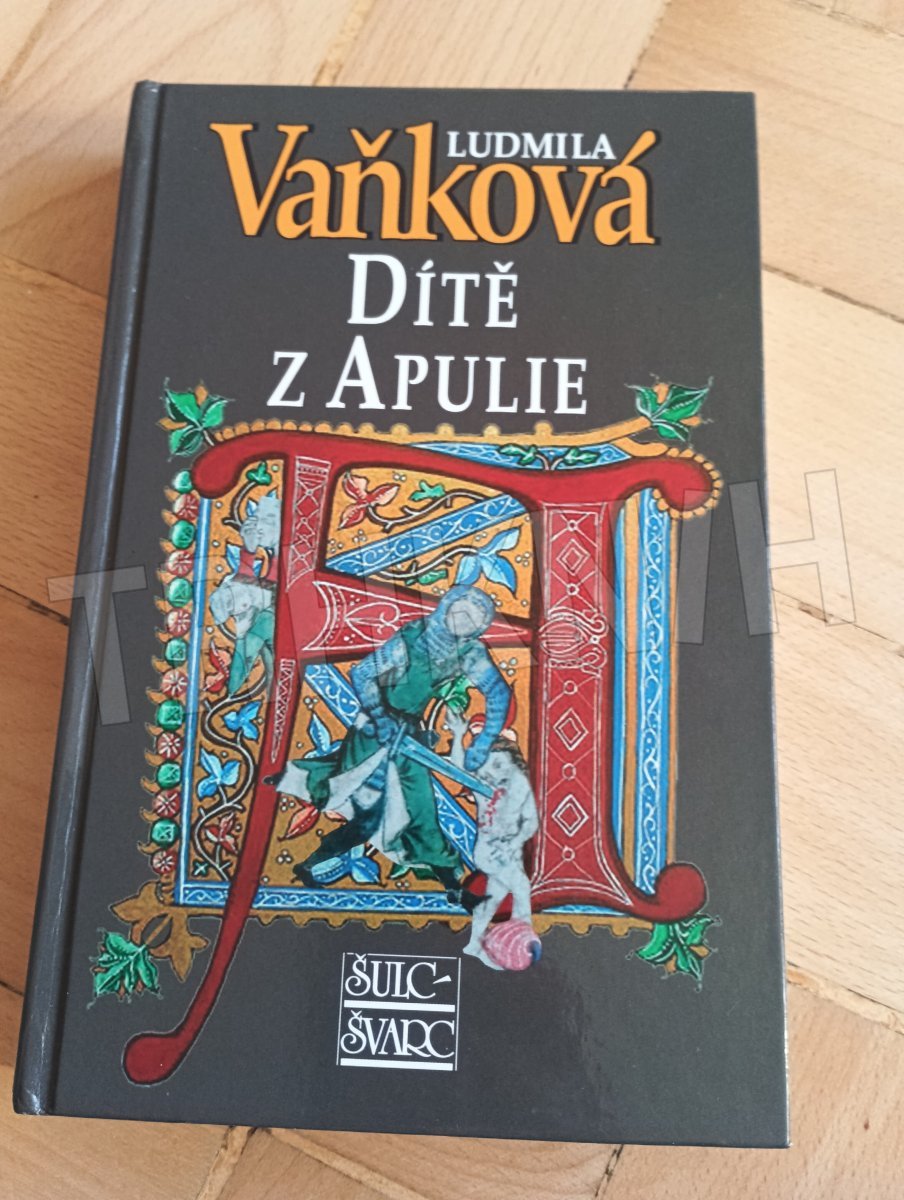 LUDMILA
Vaňková
DÍTĚ
Z APULIE
ŠULC-
ŠVARC